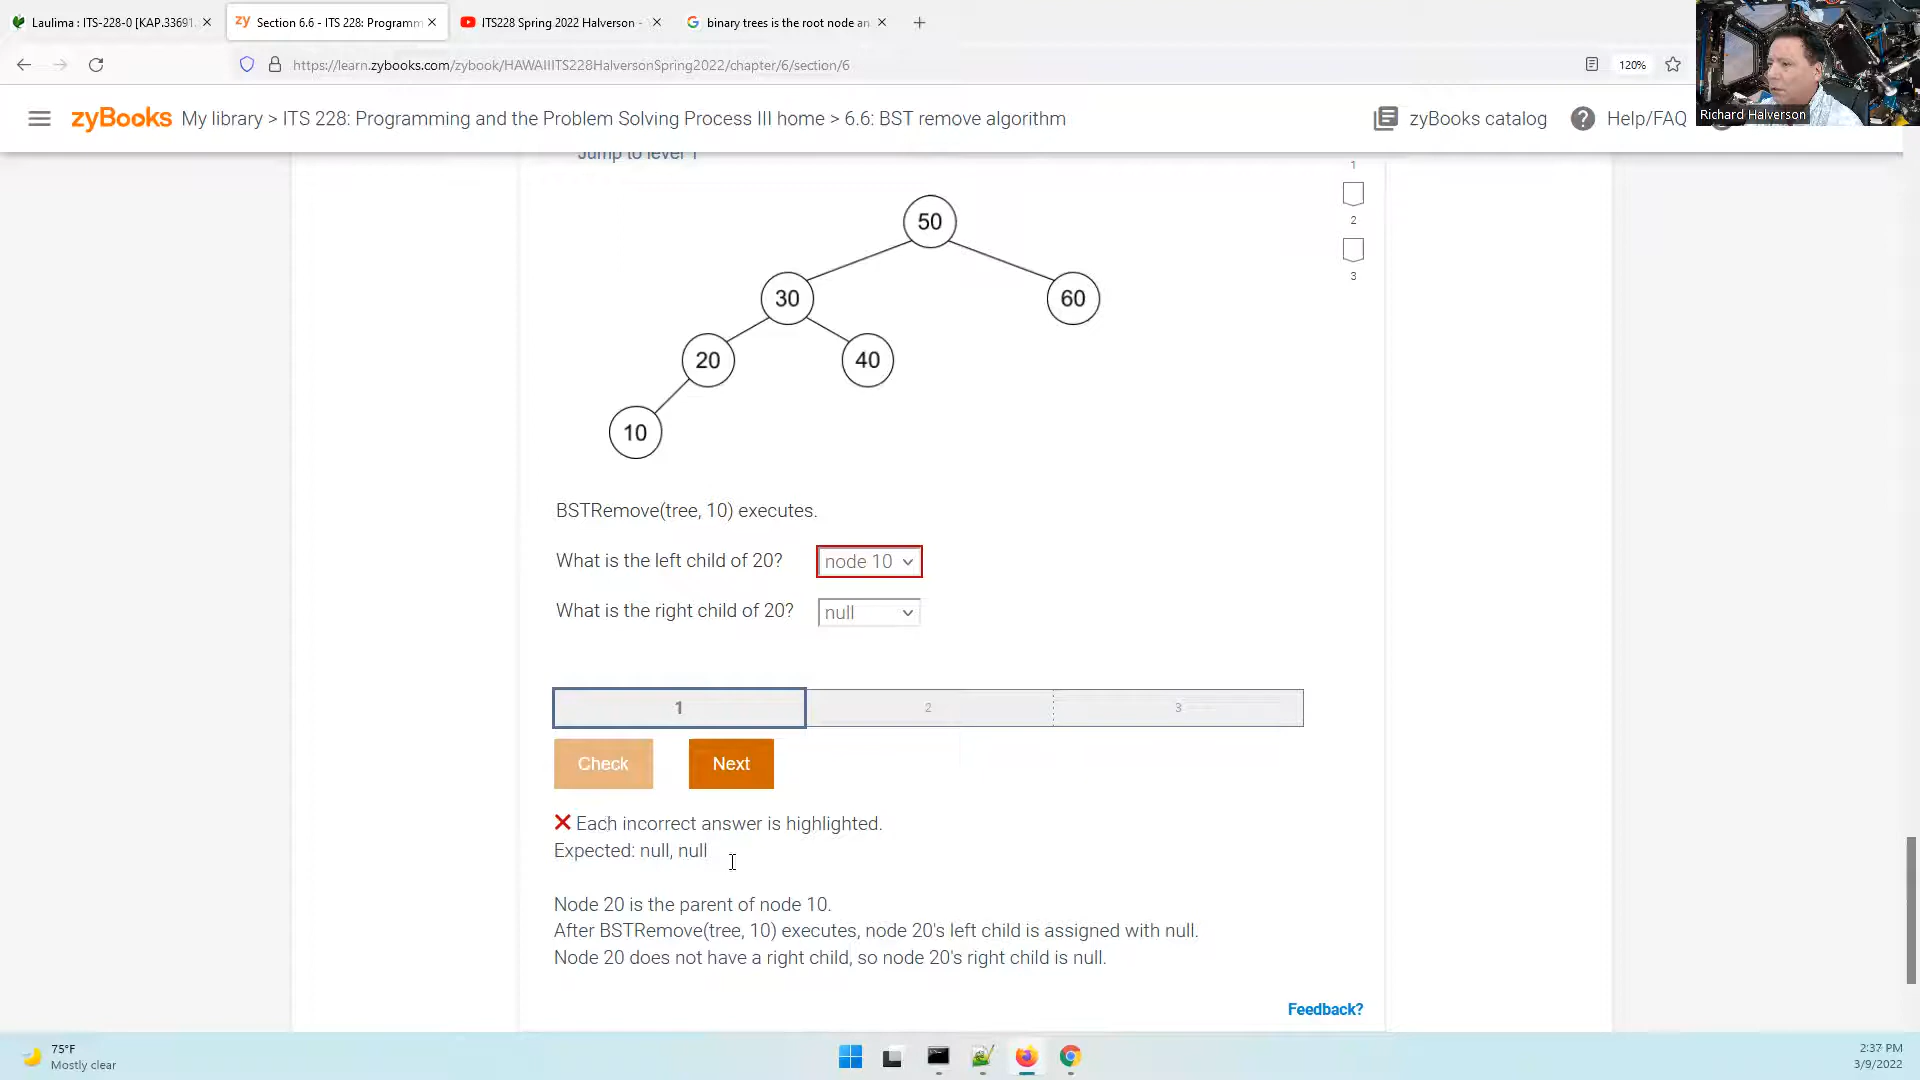 Laulima : ITS-228-0 [KAP.33691.
Section 6.6 - ITS 228: Programm
ITS228 Spring 2022 Halverson -
binary trees is the root node an
https://learn.zybooks.com/zybook/HAWAIIITS228HalversonSpring2022/chapter/6/section/6
120%
zyBooks My library > ITS 228: Programming and the Problem Solving Process III home > 6.6: BST remove algorithm
zyBooks catalog
Help/FAQ
Richard Halverson
Jump to level 1
1
2
3
50
30
60
20
40
10
BSTRemove(tree, 10) executes.
What is the left child of 20? node 10
What is the right child of 20? null
1 2 3
Check Next
Each incorrect answer is highlighted.
Expected: null, null
Node 20 is the parent of node 10.
After BSTRemove(tree, 10) executes, node 20's left child is assigned with null.
Node 20 does not have a right child, so node 20's right child is null.
Feedback?
75°F
Mostly clear
2:37 PM
3/9/2022